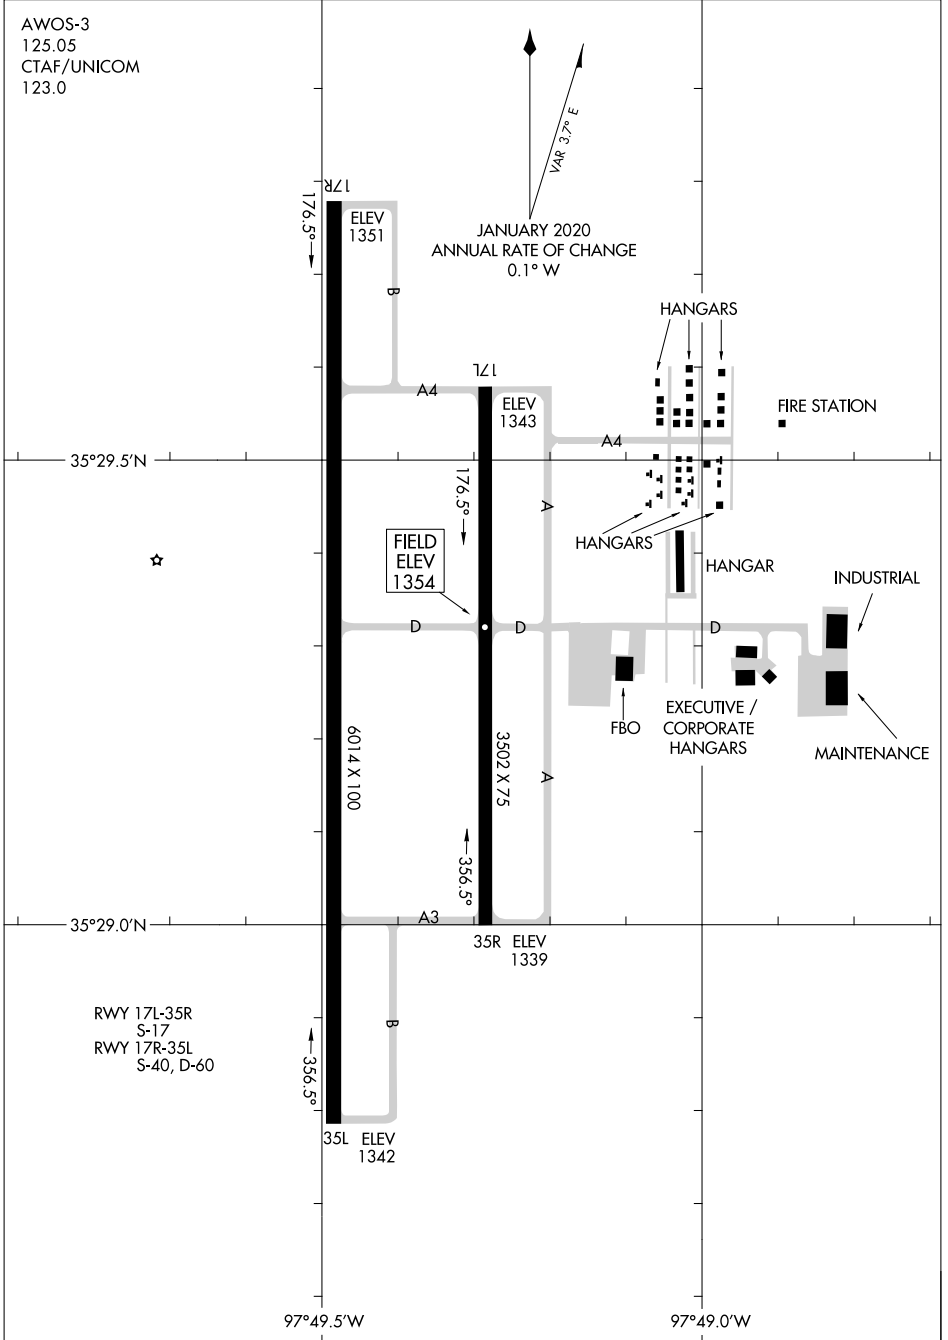 AWOS-3
125.05
CTAF/UNICOM
123.0
VAR 3.7° E
JANUARY 2020
ANNUAL RATE OF CHANGE
0.1° W
17R
176.5°
ELEV
1351
B
HANGARS
17L
A4
ELEV
1343
FIRE STATION
A4
35°29.5'N
176.5°
A
FIELD
ELEV
1354
HANGARS
HANGAR
INDUSTRIAL
D
D
D
FBO
EXECUTIVE /
CORPORATE
HANGARS
MAINTENANCE
6014 X 100
3502 X 75
A
356.5°
A3
35°29.0'N
35R
ELEV
1339
RWY 17L-35R
S-17
RWY 17R-35L
S-40, D-60
B
356.5°
35L
ELEV
1342
97°49.5'W
97°49.0'W